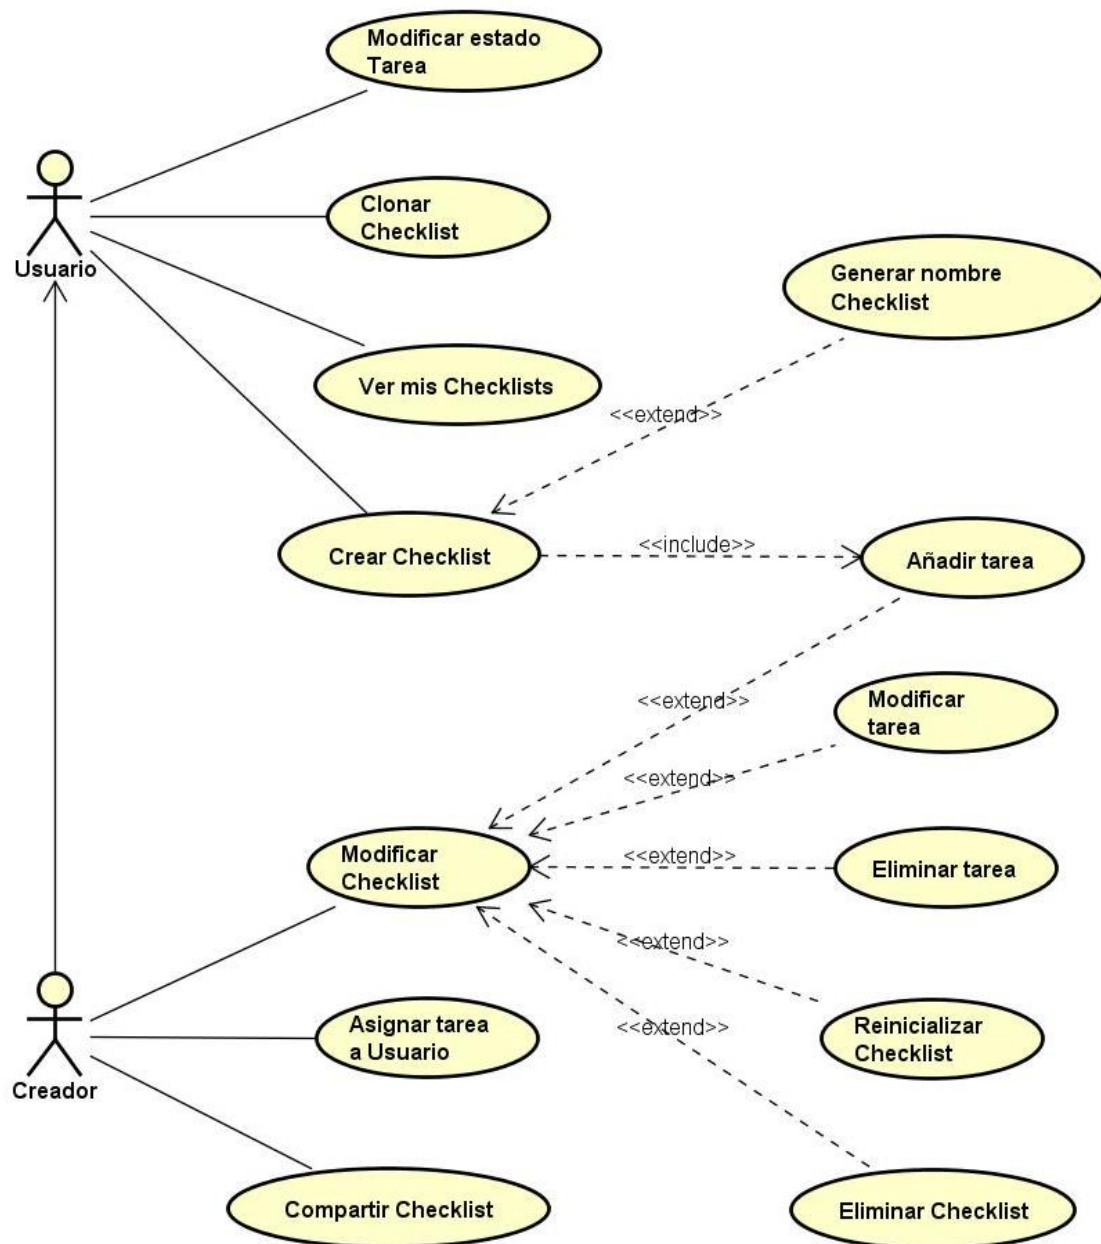 Modificar estado
Tarea
Clonar
Checklist
Usuario
Generar nombre
Checklist
Ver mis Checklists
<<extend>>
Crear Checklist
<<include>>
Añadir tarea
<<extend>>
Modificar
tarea
<<extend>>
Modificar
Checklist
<<extend>>
Eliminar tarea
<<extend>>
Asignar tarea
a Usuario
<<extend>>
Reinicializar
Checklist
Creador
Compartir Checklist
Eliminar Checklist